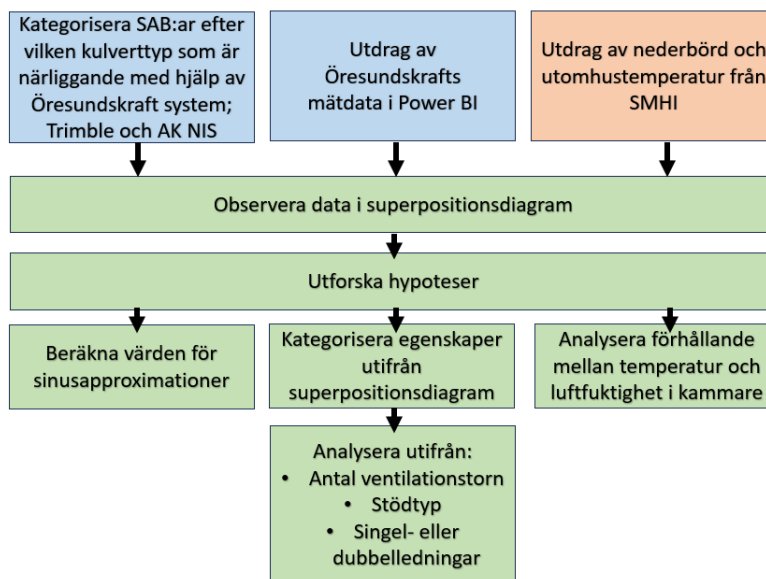 Kategorisera SAB:ar efter
vilken kulverttyp som är
närliggande med hjälp av
Öresundskraft system;
Trimble och AK NIS
Utdrag av
Öresundskrafts
mätdata i Power BI
Utdrag av nederbörd och
utomhustemperatur från
SMHI
Observera data i superpositionsdiagram
Utforska hypoteser
Beräkna värden för
sinusapproximationer
Kategorisera egenskaper
utifrån
superpositionsdiagram
Analysera förhållande
mellan temperatur och
luftfuktighet i kammare
Analysera utifrån:
• Antal ventilationstorn
• Stödtyp
• Singel- eller
dubbelledningar